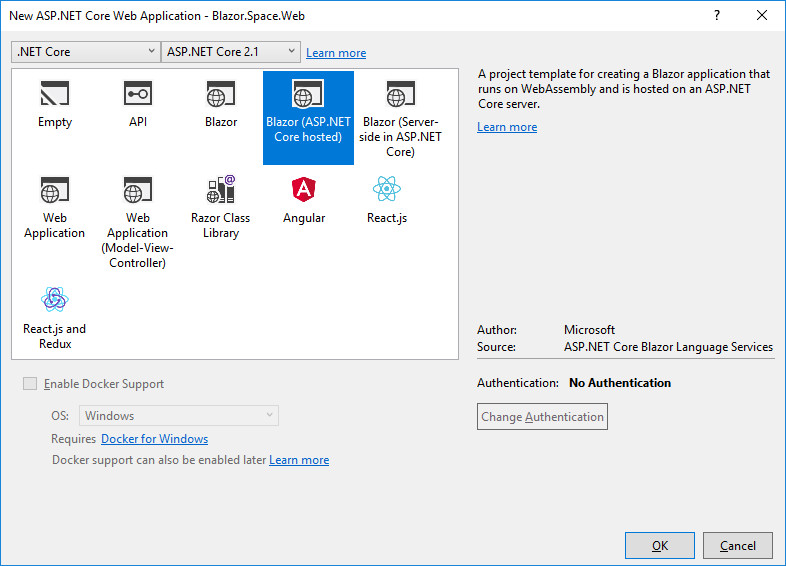 New ASP.NET Core Web Application - Blazor.Space.Web
?
.NET Core
ASP.NET Core 2.1
Learn more
Empty
API
Blazor
Blazor (ASP.NET
Core hosted)
Blazor (Server-
side in ASP.NET
Core)
Web
Application
Web
Application
(Model-View-
Controller)
Razor Class
Library
Angular
React.js
React.js and
Redux
A project template for creating a Blazor application that
runs on WebAssembly and is hosted on an ASP.NET
Core server.
Learn more
Author: Microsoft
Source: ASP.NET Core Blazor Language Services
Enable Docker Support
OS: Windows
Requires Docker for Windows
Docker support can also be enabled later Learn more
Authentication: No Authentication
Change Authentication
OK
Cancel